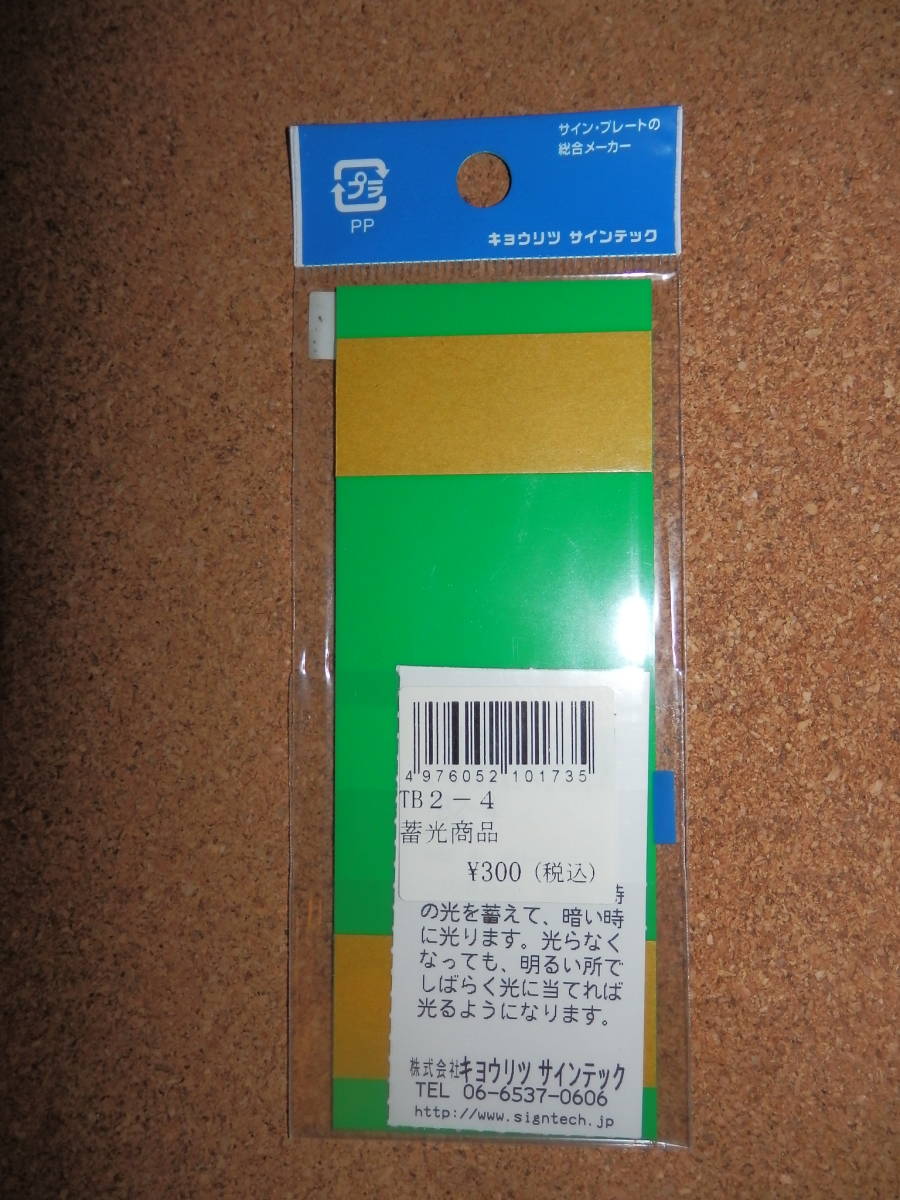 サイン・プレートの
総合メーカー
プラ
PP
キョウリツ サインテック
4 976052 101735
TB2-4
蓄光商品
¥300(税込)
の光を蓄えて、暗い時
に光ります。光らなく
なっても、明るい所で
しばらく光に当てれば
光るようになります。
株式会社キョウリツ サインテック
TEL 06-6537-0606
http://www.signtech.jp